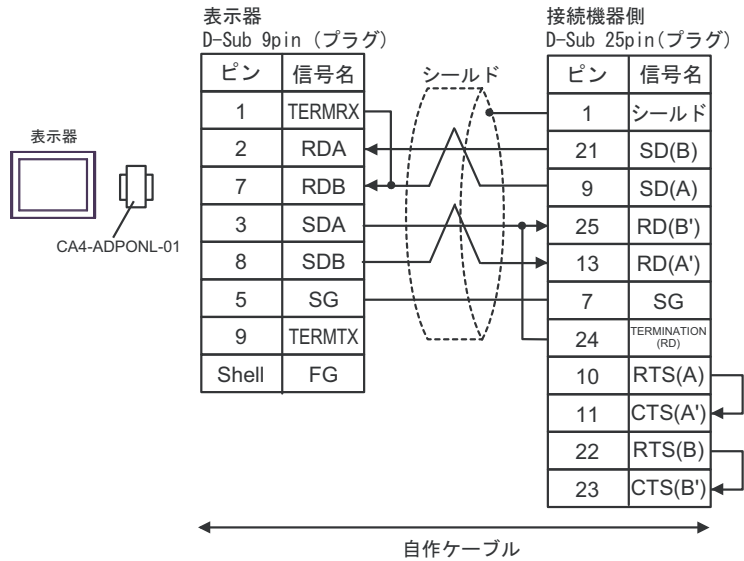 表示器
D-Sub 9pin (プラグ)
接続機器側
D-Sub 25pin(プラグ)
シールド
表示器
CA4-ADPONL-01
ピン 信号名
1 TERMRX
2 RDA
7 RDB
3 SDA
8 SDB
5 SG
9 TERMTX
Shell FG
ピン 信号名
1 シールド
21 SD(B)
9 SD(A)
25 RD(B')
13 RD(A')
7 SG
24 TERMINATION
(RD)
10 RTS(A)
11 CTS(A')
22 RTS(B)
23 CTS(B')
自作ケーブル